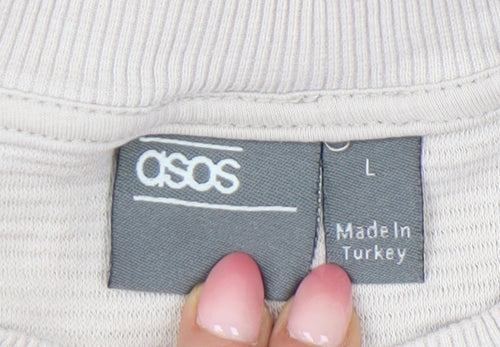 asos
L
Made In
Turkey